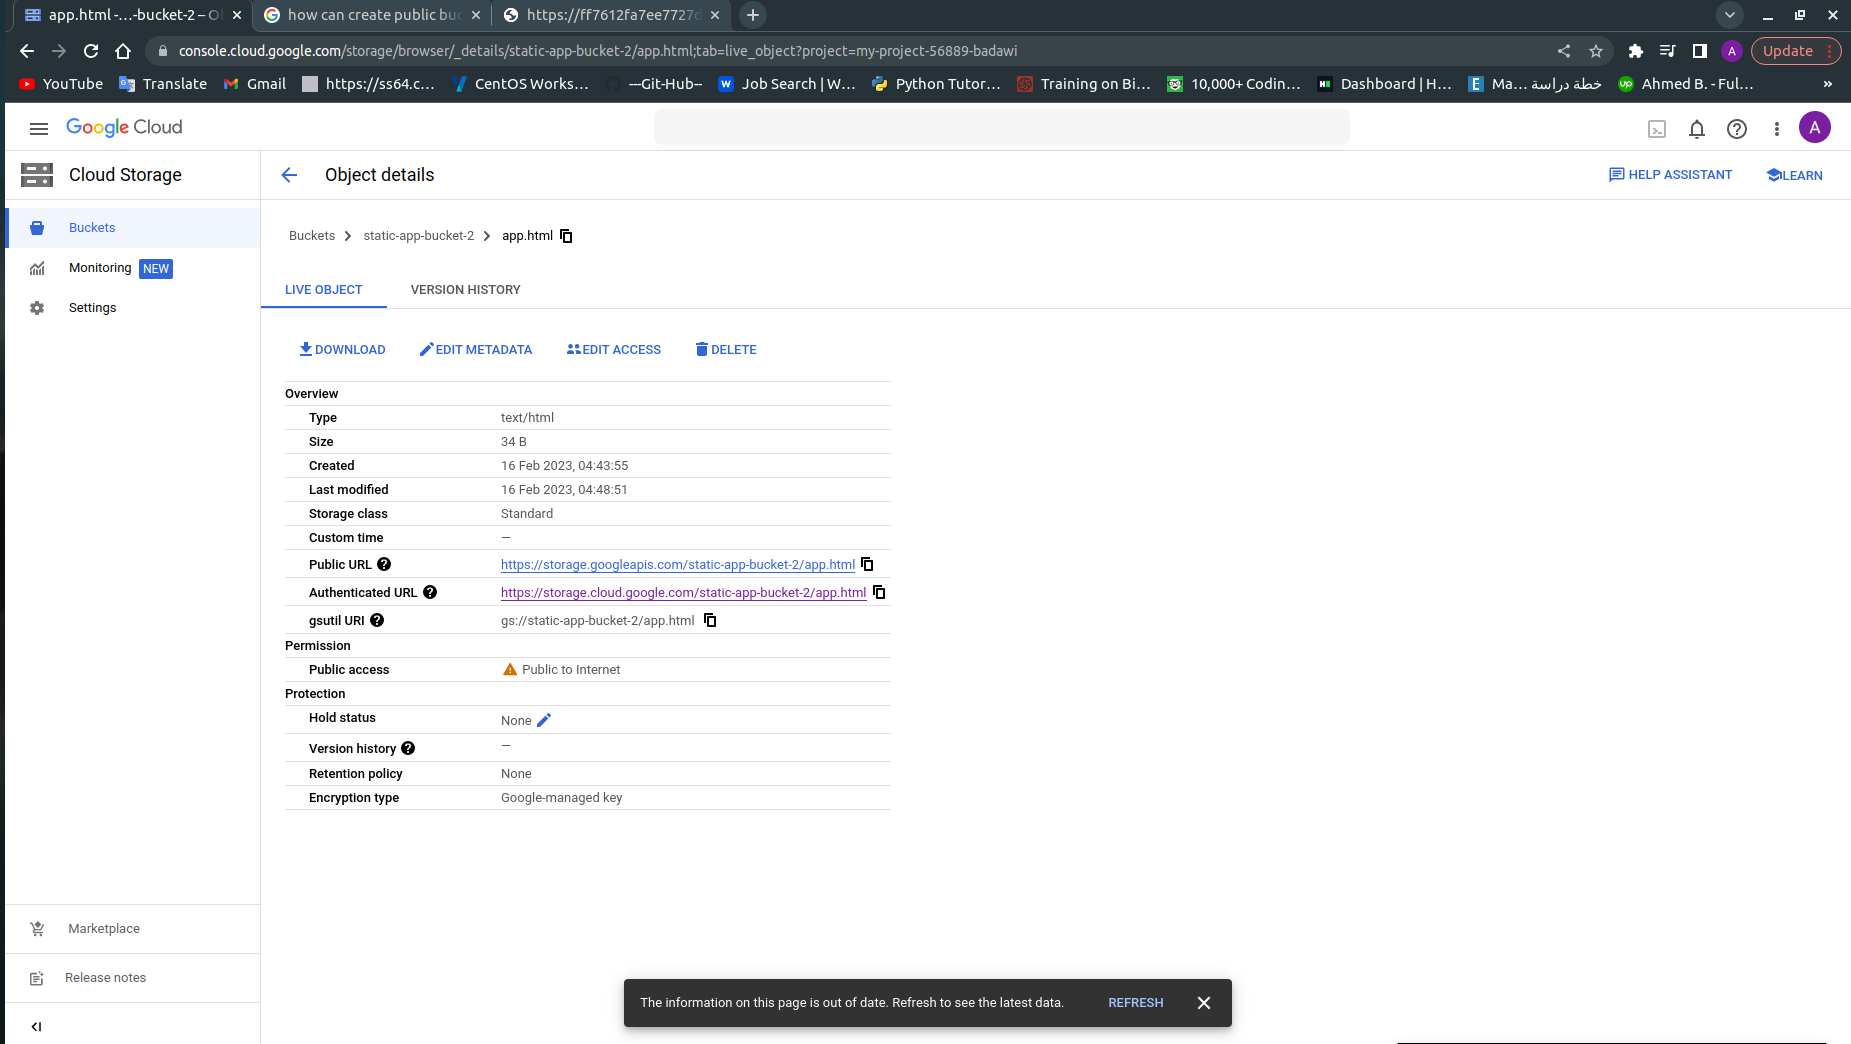 app.html -…-bucket-2 – O
how can create public buc
https://ff7612fa7ee7727d
console.cloud.google.com/storage/browser/_details/static-app-bucket-2/app.html;tab=live_object?project=my-project-56889-badawi
A
Update
YouTube
Translate
Gmail
https://ss64.c…
CentOS Works…
---Git-Hub--
Job Search | W…
Python Tutor…
Training on Bi…
10,000+ Codin…
Dashboard | H…
Ma… خطة دراسة
Ahmed B. - Ful…
»
Google Cloud
A
Cloud Storage
Object details
HELP ASSISTANT
LEARN
Buckets
Monitoring NEW
Settings
Buckets > static-app-bucket-2 > app.html
LIVE OBJECT
VERSION HISTORY
DOWNLOAD
EDIT METADATA
EDIT ACCESS
DELETE
Overview
Type text/html
Size 34 B
Created 16 Feb 2023, 04:43:55
Last modified 16 Feb 2023, 04:48:51
Storage class Standard
Custom time —
Public URL https://storage.googleapis.com/static-app-bucket-2/app.html
Authenticated URL https://storage.cloud.google.com/static-app-bucket-2/app.html
gsutil URI gs://static-app-bucket-2/app.html
Permission
Public access Public to Internet
Protection
Hold status None
Version history —
Retention policy None
Encryption type Google-managed key
Marketplace
Release notes
The information on this page is out of date. Refresh to see the latest data. REFRESH